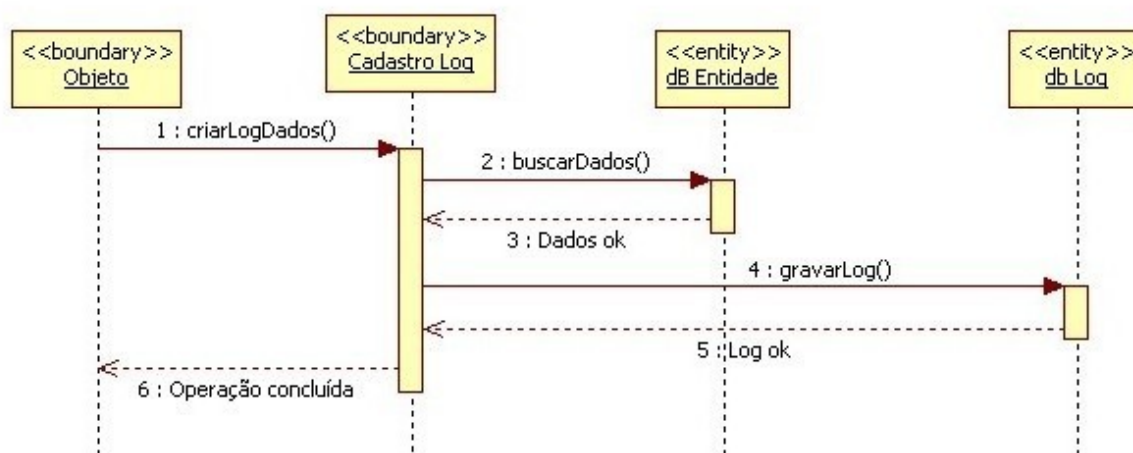 <<boundary>>
Objeto
<<boundary>>
Cadastro Log
<<entity>>
dB Entidade
<<entity>>
db Log
1 : criarLogDados()
2 : buscarDados()
3 : Dados ok
4 : gravarLog()
5 : Log ok
6 : Operação concluída